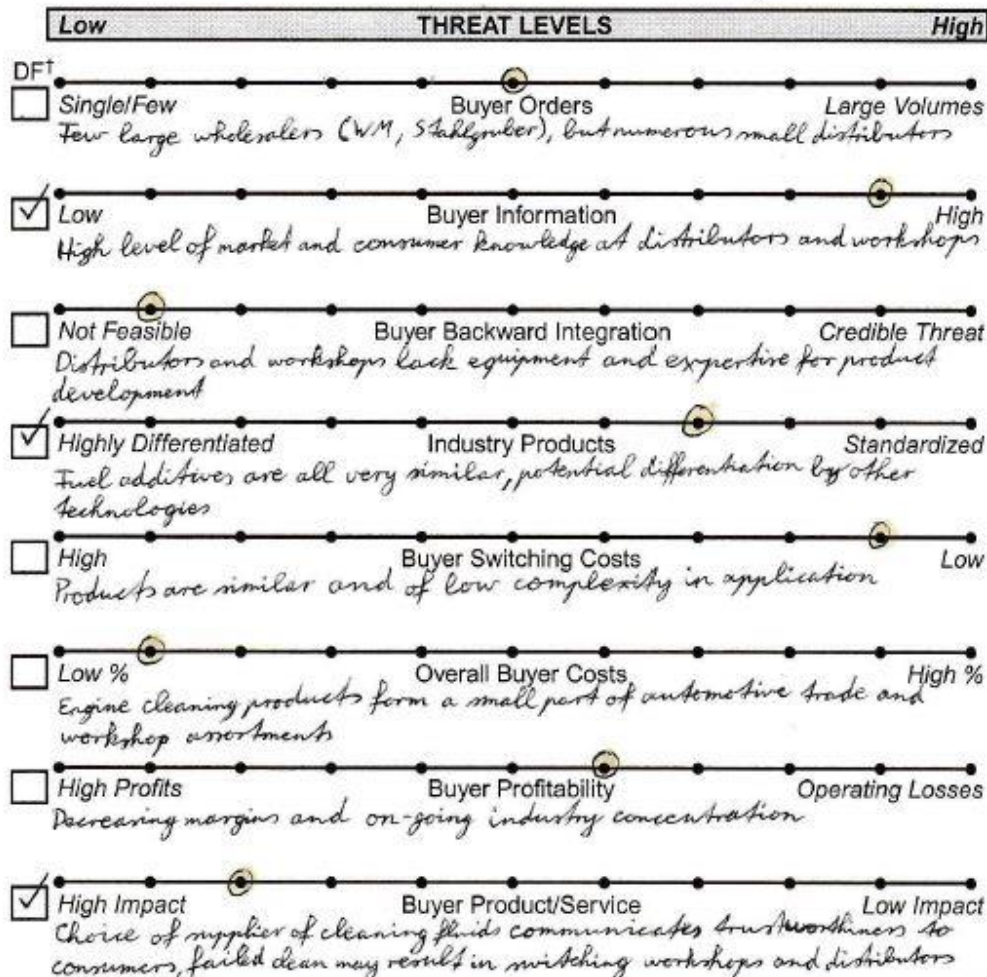 Low THREAT LEVELS High
DF†
Single/Few Buyer Orders Large Volumes
Few large wholesalers (WM, Stahlgruber), but numerous small distributors
Low Buyer Information High
High level of market and consumer knowledge at distributors and workshops
Not Feasible Buyer Backward Integration Credible Threat
Distributors and workshops lack equipment and expertire for product
development
Highly Differentiated Industry Products Standardized
Fuel additives are all very similar, potential differentiation by other
technologies
High Buyer Switching Costs Low
Products are similar and of low complexity in application
Low % Overall Buyer Costs High %
Engine cleaning products form a small part of automotive trade and
workshop assortments
High Profits Buyer Profitability Operating Losses
Decreasing margins and on-going industry concentration
High Impact Buyer Product/Service Low Impact
Choice of supplier of cleaning fluids communicates trustworthiness to
consumers, failed clean may result in switching workshops and distributors